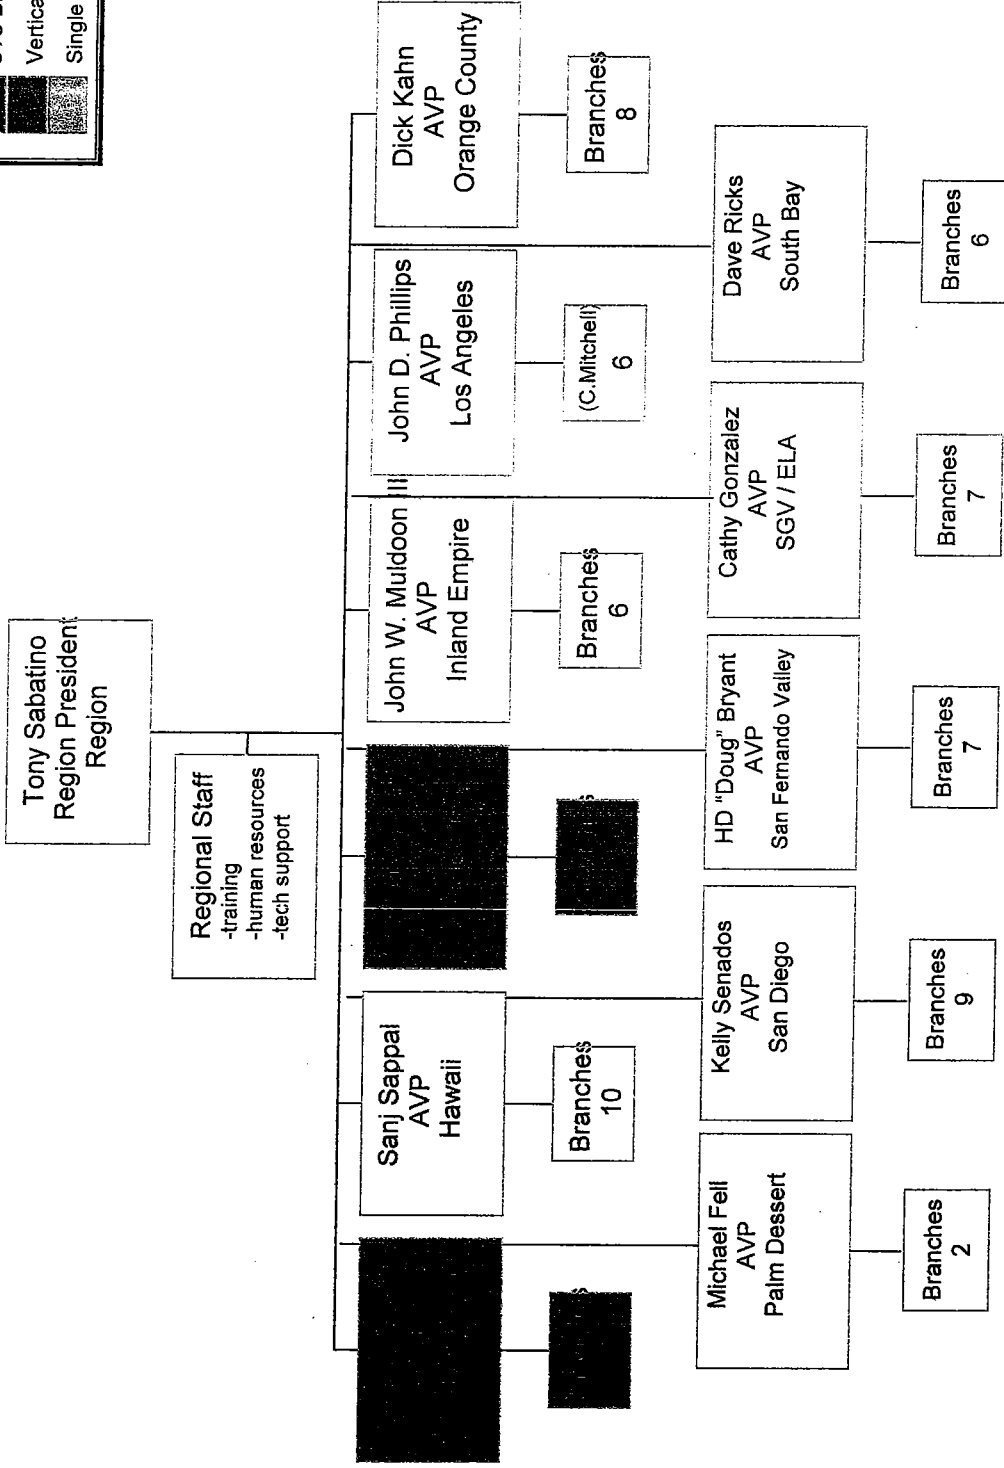 Vertica
Single
Tony Sabatino
Region President
Region
Regional Staff
-training
-human resources
-tech support
Sanj Sappal
AVP
Hawaii
Branches
10
John W. Muldoon III
AVP
Inland Empire
Branches
6
John D. Phillips
AVP
Los Angeles
(C.Mitchell)
6
Dick Kahn
AVP
Orange County
Branches
8
Michael Fell
AVP
Palm Dessert
Branches
2
Kelly Senados
AVP
San Diego
Branches
9
HD "Doug" Bryant
AVP
San Fernando Valley
Branches
7
Cathy Gonzalez
AVP
SGV / ELA
Branches
7
Dave Ricks
AVP
South Bay
Branches
6